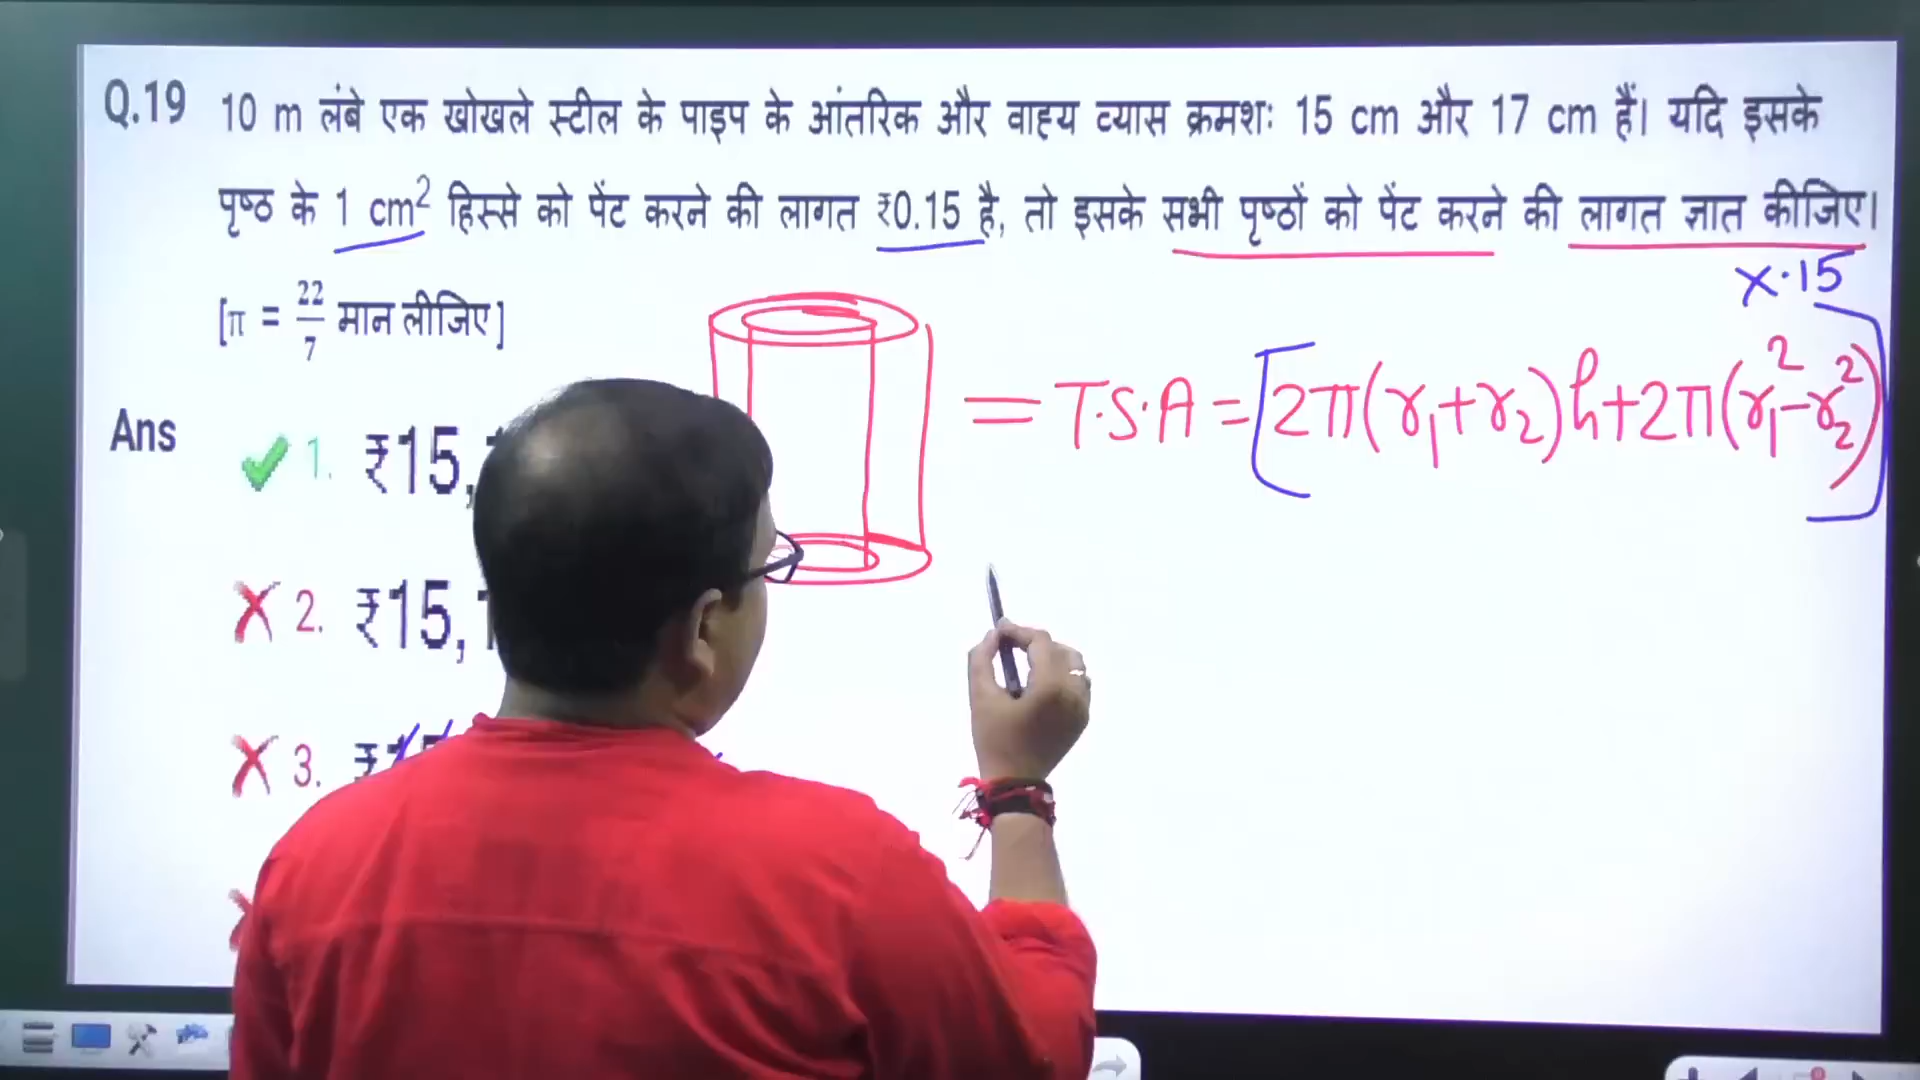 Q.19 10 m लंबे एक खोखले स्टील के पाइप के आंतरिक और वाह्य व्यास क्रमशः 15 cm और 17 cm हैं। यदि इसके
पृष्ठ के 1 cm² हिस्से को पेंट करने की लागत ₹0.15 है, तो इसके सभी पृष्ठों को पेंट करने की लागत ज्ञात कीजिए।
[π = 22/7 मान लीजिए]
x·15
= T.S.A = [2π(r₁+r₂)h+2π(r₁²-r₂²)]
Ans
1. ₹15,
2. ₹15,
3. ₹15